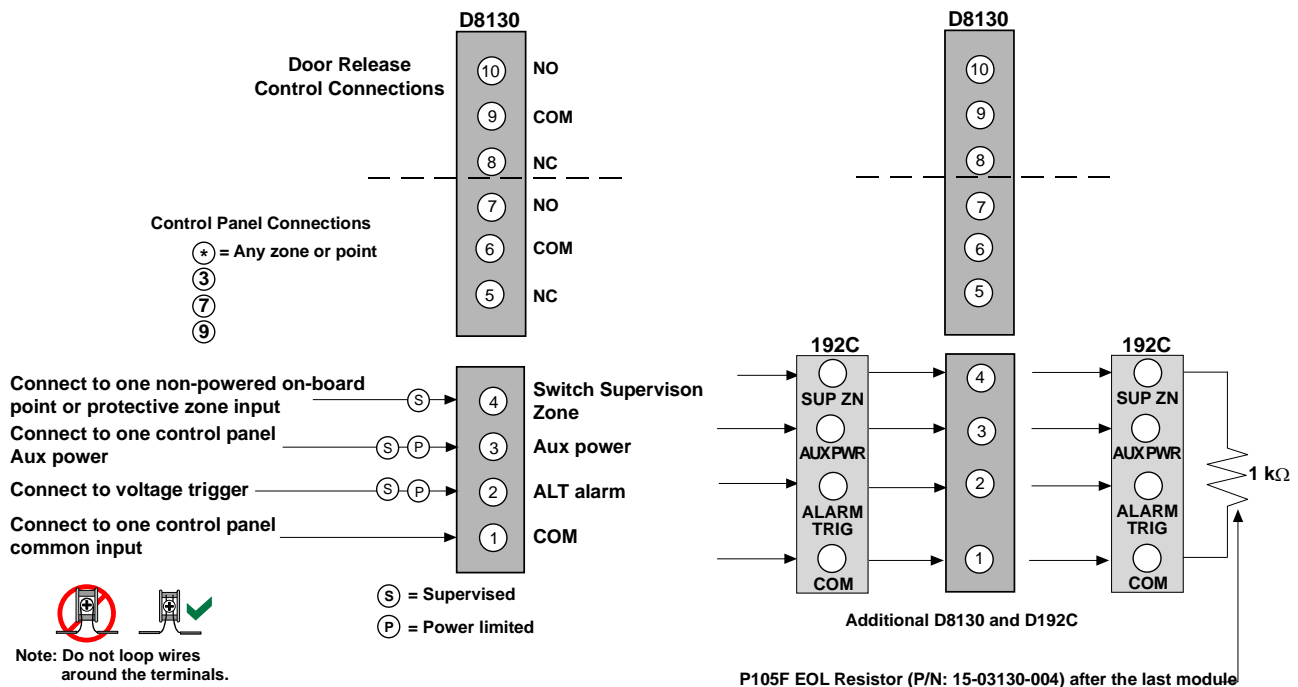 D8130
Door Release
Control Connections
10 NO
9 COM
8 NC
7 NO
6 COM
5 NC
Control Panel Connections
* = Any zone or point
3
7
9
Connect to one non-powered on-board
point or protective zone input
S
4
Switch Supervison
Zone
Connect to one control panel
Aux power
S P
3
Aux power
Connect to voltage trigger
S P
2
ALT alarm
Connect to one control panel
common input
1
COM
S = Supervised
P = Power limited
Note: Do not loop wires
around the terminals.
D8130
10
9
8
7
6
5
192C
SUP ZN
AUXPWR
ALARM
TRIG
COM
4
3
2
1
192C
SUP ZN
AUXPWR
ALARM
TRIG
COM
1 kΩ
Additional D8130 and D192C
P105F EOL Resistor (P/N: 15-03130-004) after the last module